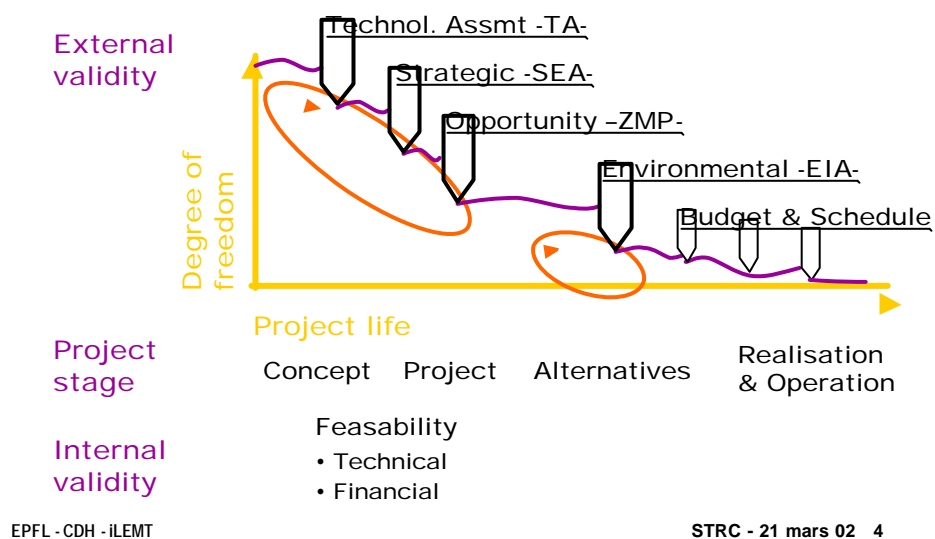 External
validity
Technol. Assmt -TA-
Strategic -SEA-
Opportunity –ZMP-
Environmental -EIA-
Budget & Schedule
Degree of
freedom
Project life
Project
stage
Concept
Project
Alternatives
Realisation
& Operation
Internal
validity
Feasability
• Technical
• Financial
EPFL - CDH - iLEMT
STRC - 21 mars 02 4